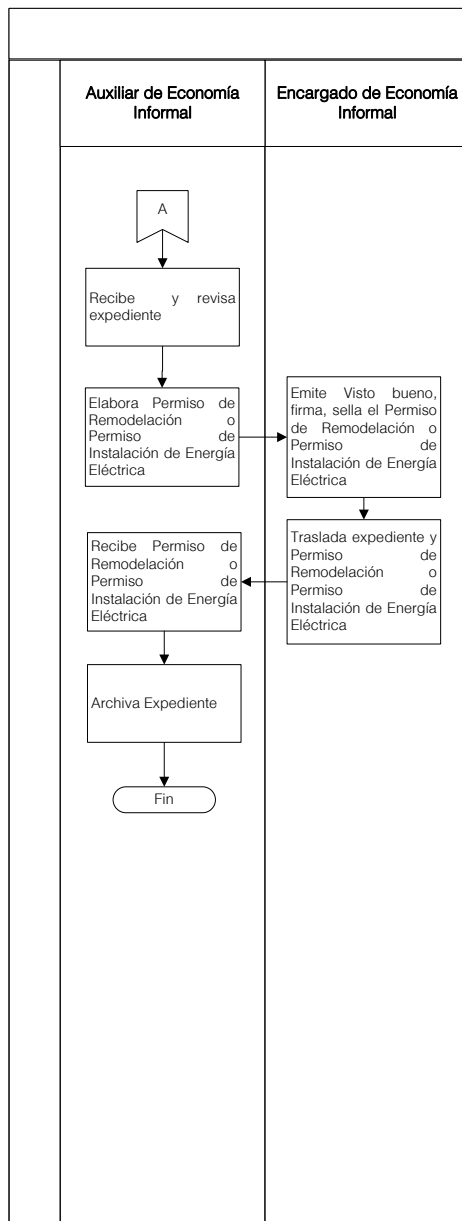 Auxiliar de Economía
Informal
Encargado de Economía
Informal
A
Recibe y revisa
expediente
Elabora Permiso de
Remodelación o
Permiso de
Instalación de Energía
Eléctrica
Emite Visto bueno,
firma, sella el Permiso
de Remodelación o
Permiso de
Instalación de Energía
Eléctrica
Traslada expediente y
Permiso de
Remodelación o
Permiso de
Instalación de Energía
Eléctrica
Recibe Permiso de
Remodelación o
Permiso de
Instalación de Energía
Eléctrica
Archiva Expediente
Fin